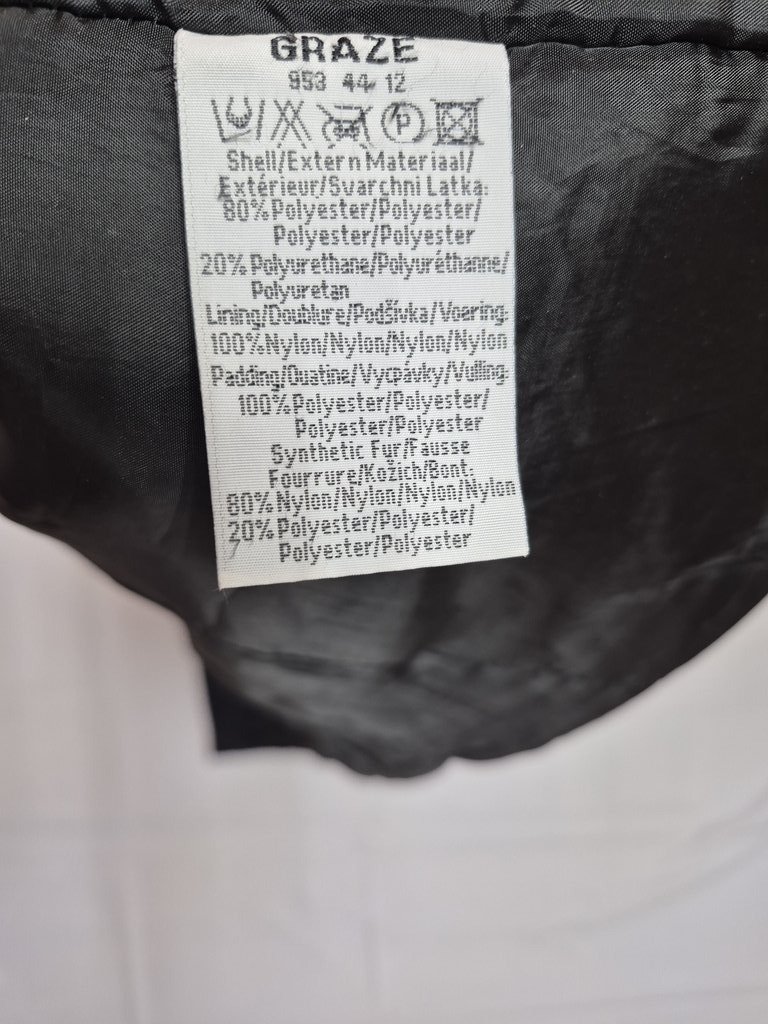 GRAZE
953 44 12
P
Shell/Extern Materiaal/
Extérieur/Svarchni Latka:
80% Polyester/Polyester/
Polyester/Polyester
20% Polyurethane/Polyuréthanne/
Polyuretan
Lining/Doublure/Podšívka/Voering:
100%Nylon/Nylon/Nylon/Nylon
Padding/Ouatine/Vycpávky/Vulling:
100%Polyester/Polyester/
Polyester/Polyester
Synthetic Fur/Fausse
Fourrure/Kožich/Bont.
80% Nylon/Nylon/Nylon/Nylon
20% Polyester/Polyester/
Polyester/Polyester